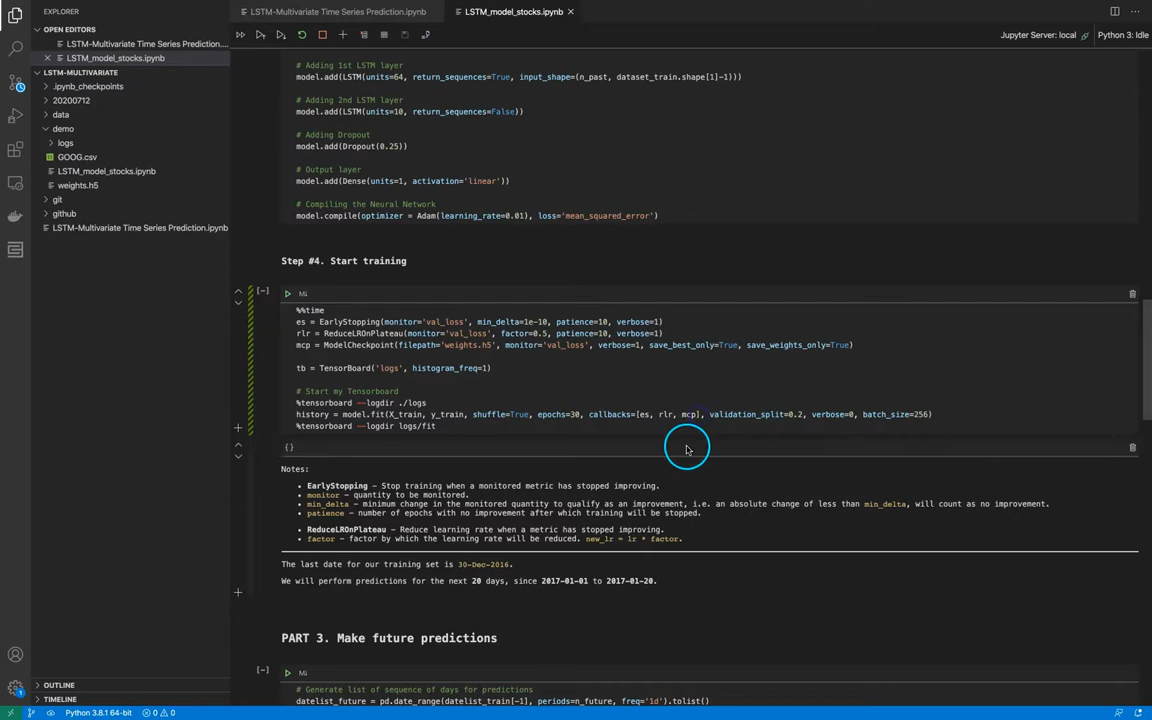 EXPLORER
LSTM-Multivariate Time Series Prediction.ipynb
LSTM_model_stocks.ipynb
OPEN EDITORS
LSTM-Multivariate Time Series Prediction....
LSTM_model_stocks.ipynb
Jupyter Server: local
Python 3: Idle
LSTM-MULTIVARIATE
.ipynb_checkpoints
20200712
data
demo
logs
GOOG.csv
LSTM_model_stocks.ipynb
weights.h5
git
github
LSTM-Multivariate Time Series Prediction.ipynb
# Adding 1st LSTM layer
model.add(LSTM(units=64, return_sequences=True, input_shape=(n_past, dataset_train.shape[1]-1)))
# Adding 2nd LSTM layer
model.add(LSTM(units=10, return_sequences=False))
# Adding Dropout
model.add(Dropout(0.25))
# Output layer
model.add(Dense(units=1, activation='linear'))
# Compiling the Neural Network
model.compile(optimizer = Adam(learning_rate=0.01), loss='mean_squared_error')
Step #4. Start training
[-]
M↓
%%time
es = EarlyStopping(monitor='val_loss', min_delta=1e-10, patience=10, verbose=1)
rlr = ReduceLROnPlateau(monitor='val_loss', factor=0.5, patience=10, verbose=1)
mcp = ModelCheckpoint(filepath='weights.h5', monitor='val_loss', verbose=1, save_best_only=True, save_weights_only=True)
tb = TensorBoard('logs', histogram_freq=1)
# Start my Tensorboard
%tensorboard --logdir ./logs
history = model.fit(X_train, y_train, shuffle=True, epochs=30, callbacks=[es, rlr, mcp], validation_split=0.2, verbose=0, batch_size=256)
%tensorboard --logdir logs/fit
{}
Notes:
• EarlyStopping - Stop training when a monitored metric has stopped improving.
• monitor - quantity to be monitored.
• min_delta - minimum change in the monitored quantity to qualify as an improvement, i.e. an absolute change of less than min_delta, will count as no improvement.
• patience - number of epochs with no improvement after which training will be stopped.
• ReduceLROnPlateau - Reduce learning rate when a metric has stopped improving.
• factor - factor by which the learning rate will be reduced. new_lr = lr * factor.
The last date for our training set is 30-Dec-2016.
We will perform predictions for the next 20 days, since 2017-01-01 to 2017-01-20.
PART 3. Make future predictions
[-]
M↓
# Generate list of sequence of days for predictions
datelist_future = pd.date_range(datelist_train[-1], periods=n_future, freq='1d').tolist()
OUTLINE
TIMELINE
1
Python 3.8.1 64-bit
0
0